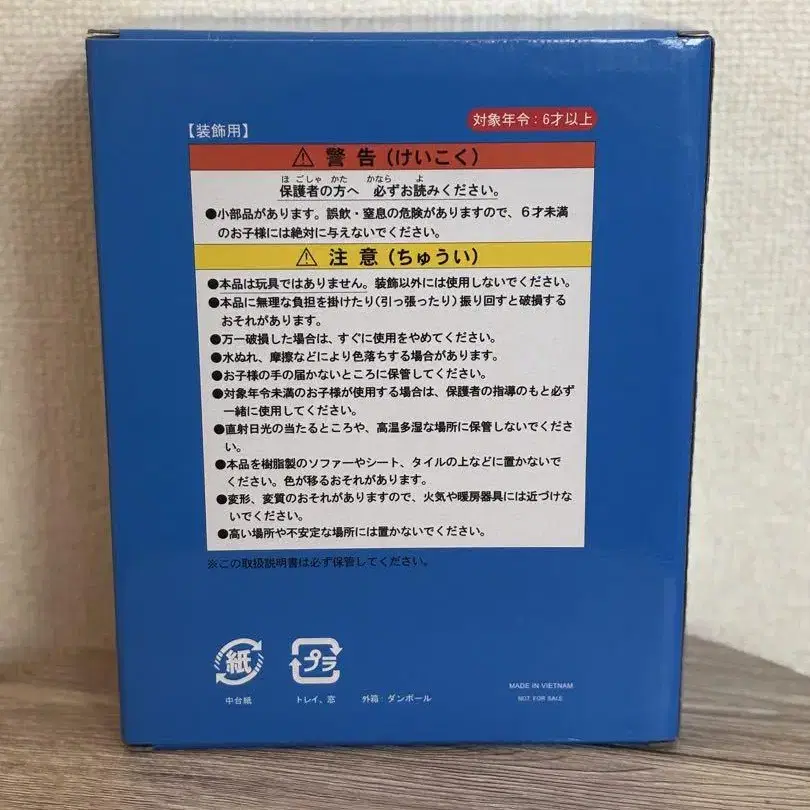 対象年令：6才以上
【装飾用】
⚠ 警告（けいこく）
ほごしゃ かた かなら よ
保護者の方へ 必ずお読みください。
●小部品があります。誤飲・窒息の危険がありますので、６才未満
のお子様には絶対に与えないでください。
⚠ 注意（ちゅうい）
●本品は玩具ではありません。装飾以外には使用しないでください。
●本品に無理な負担を掛けたり（引っ張ったり）振り回すと破損する
おそれがあります。
●万一破損した場合は、すぐに使用をやめてください。
●水ぬれ、摩擦などにより色落ちする場合があります。
●お子様の手の届かないところに保管してください。
●対象年令未満のお子様が使用する場合は、保護者の指導のもと必ず
一緒に使用してください。
●直射日光の当たるところや、高温多湿な場所に保管しないでくださ
い。
●本品を樹脂製のソファーやシート、タイルの上などに置かないで
ください。色が移るおそれがあります。
●変形、変質のおそれがありますので、火気や暖房器具には近づけな
いでください。
●高い場所や不安定な場所には置かないでください。
※この取扱説明書は必ず保管してください。
紙
中台紙
プラ
トレイ、窓
外箱：ダンボール
MADE IN VIETNAM
NOT FOR SALE